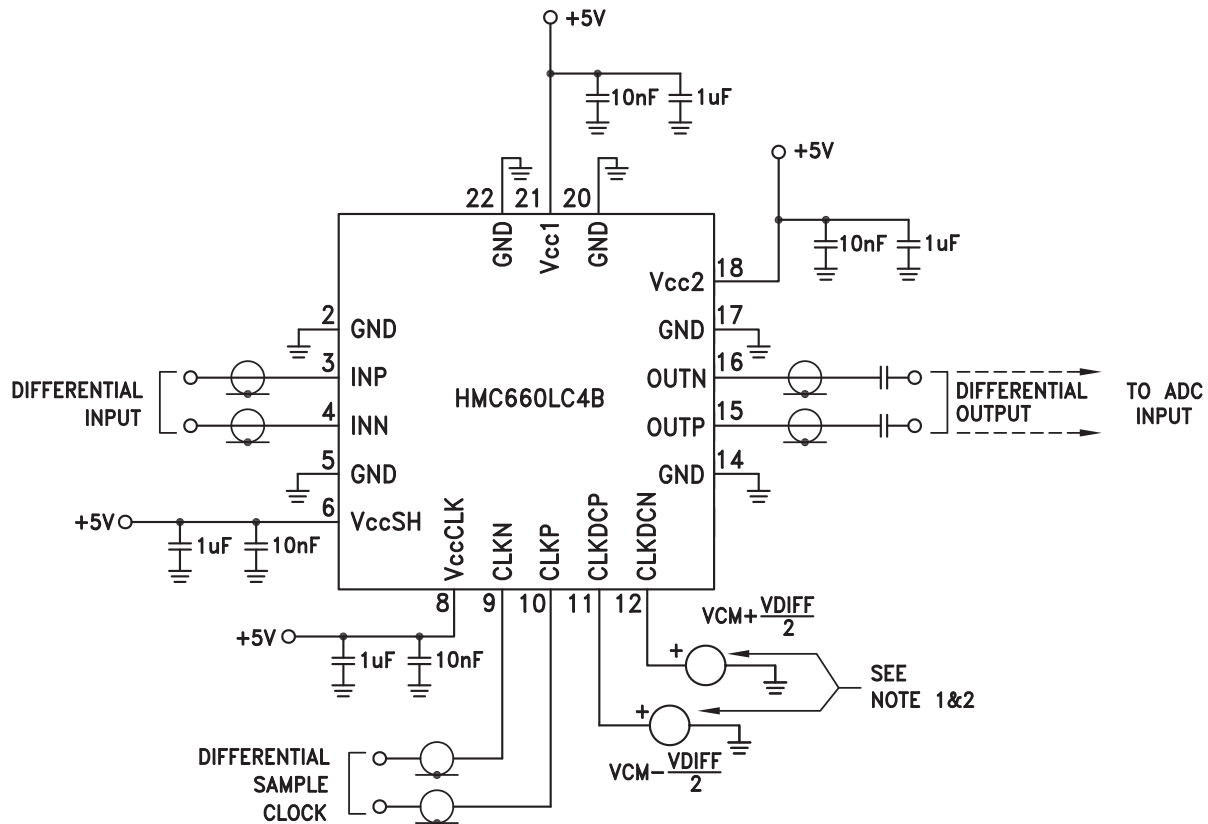 +5V
10nF
1uF
+5V
22
21
20
10nF
1uF
GND
Vcc1
GND
Vcc2
18
2
GND
GND
17
DIFFERENTIAL
INPUT
3
INP
HMC660LC4B
OUTN
16
DIFFERENTIAL
OUTPUT
TO ADC
INPUT
4
INN
OUTP
15
5
GND
GND
14
+5V
6
VccSH
1uF
10nF
VccCLK
CLKN
CLKP
CLKDCP
CLKDCN
8
9
10
11
12
+5V
1uF
10nF
VCM+VDIFF
2
+
SEE
NOTE 1&2
+
VCM-VDIFF
2
DIFFERENTIAL
SAMPLE
CLOCK